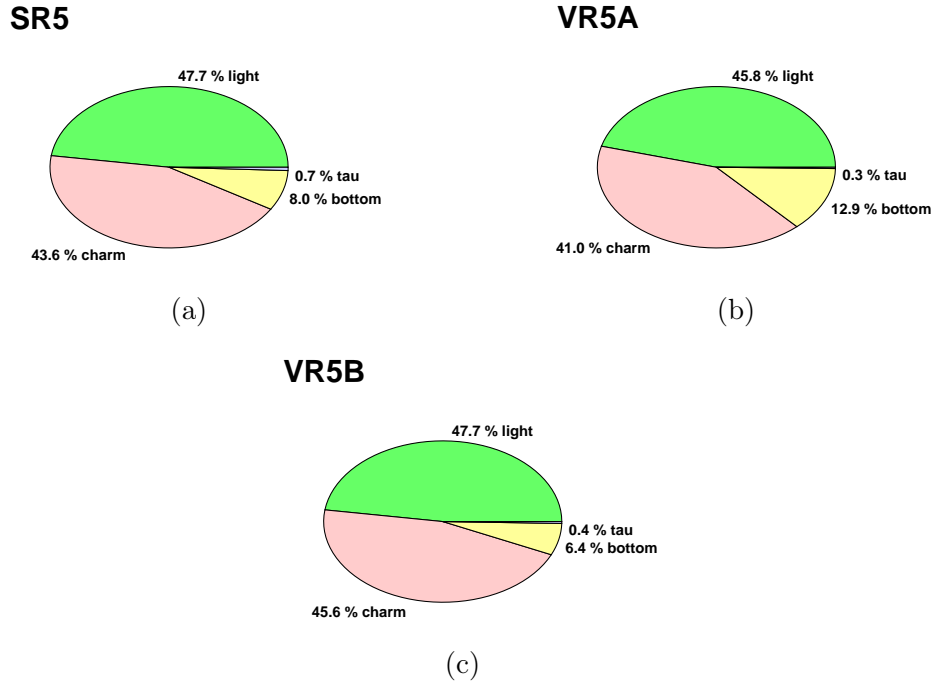 SR5
47.7 % light
0.7 % tau
8.0 % bottom
43.6 % charm
(a)
VR5A
45.8 % light
0.3 % tau
12.9 % bottom
41.0 % charm
(b)
VR5B
47.7 % light
0.4 % tau
6.4 % bottom
45.6 % charm
(c)